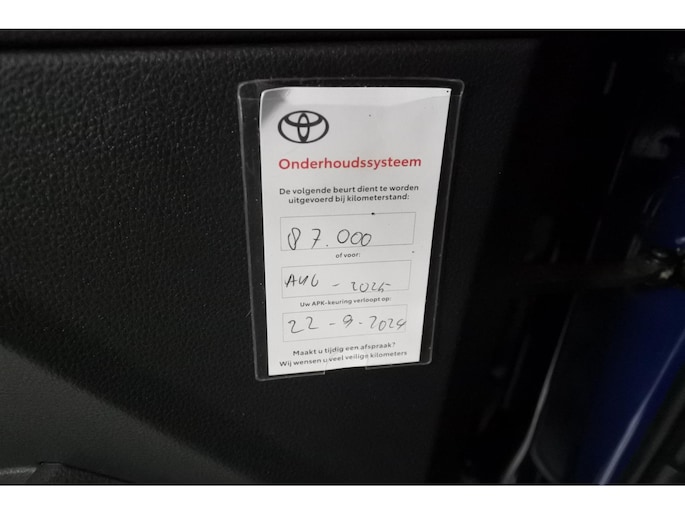 Onderhoudssysteem
De volgende beurt dient te worden
uitgevoerd bij kilometerstand:
87.000
of voor:
AUG - 2025
Uw APK-keuring verloopt op:
22-9-2024
Maakt u tijdig een afspraak?
Wij wensen u veel veilige kilometers